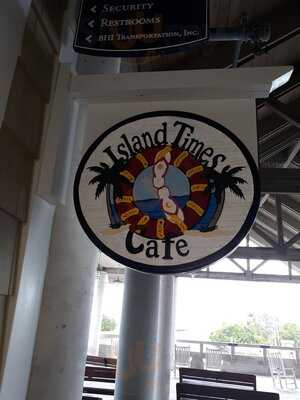 < Security
< Restrooms
< BHI Transportation, Inc.
Island Times
Cafe